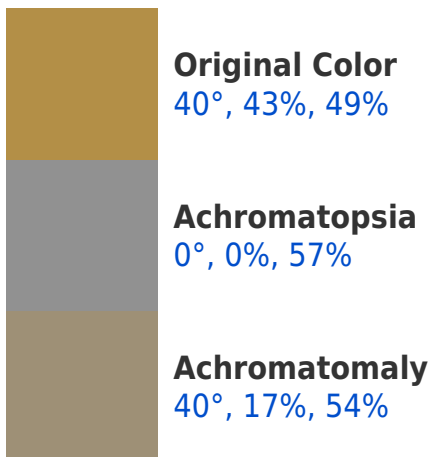 Original Color
40°, 43%, 49%
Achromatopsia
0°, 0%, 57%
Achromatomaly
40°, 17%, 54%